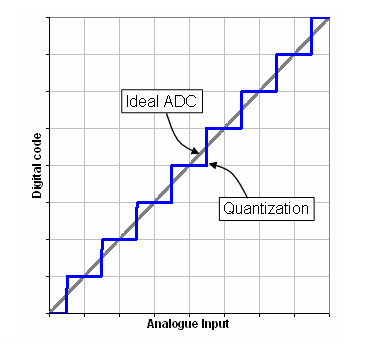 Ideal ADC
Quantization
Digital code
Analogue Input